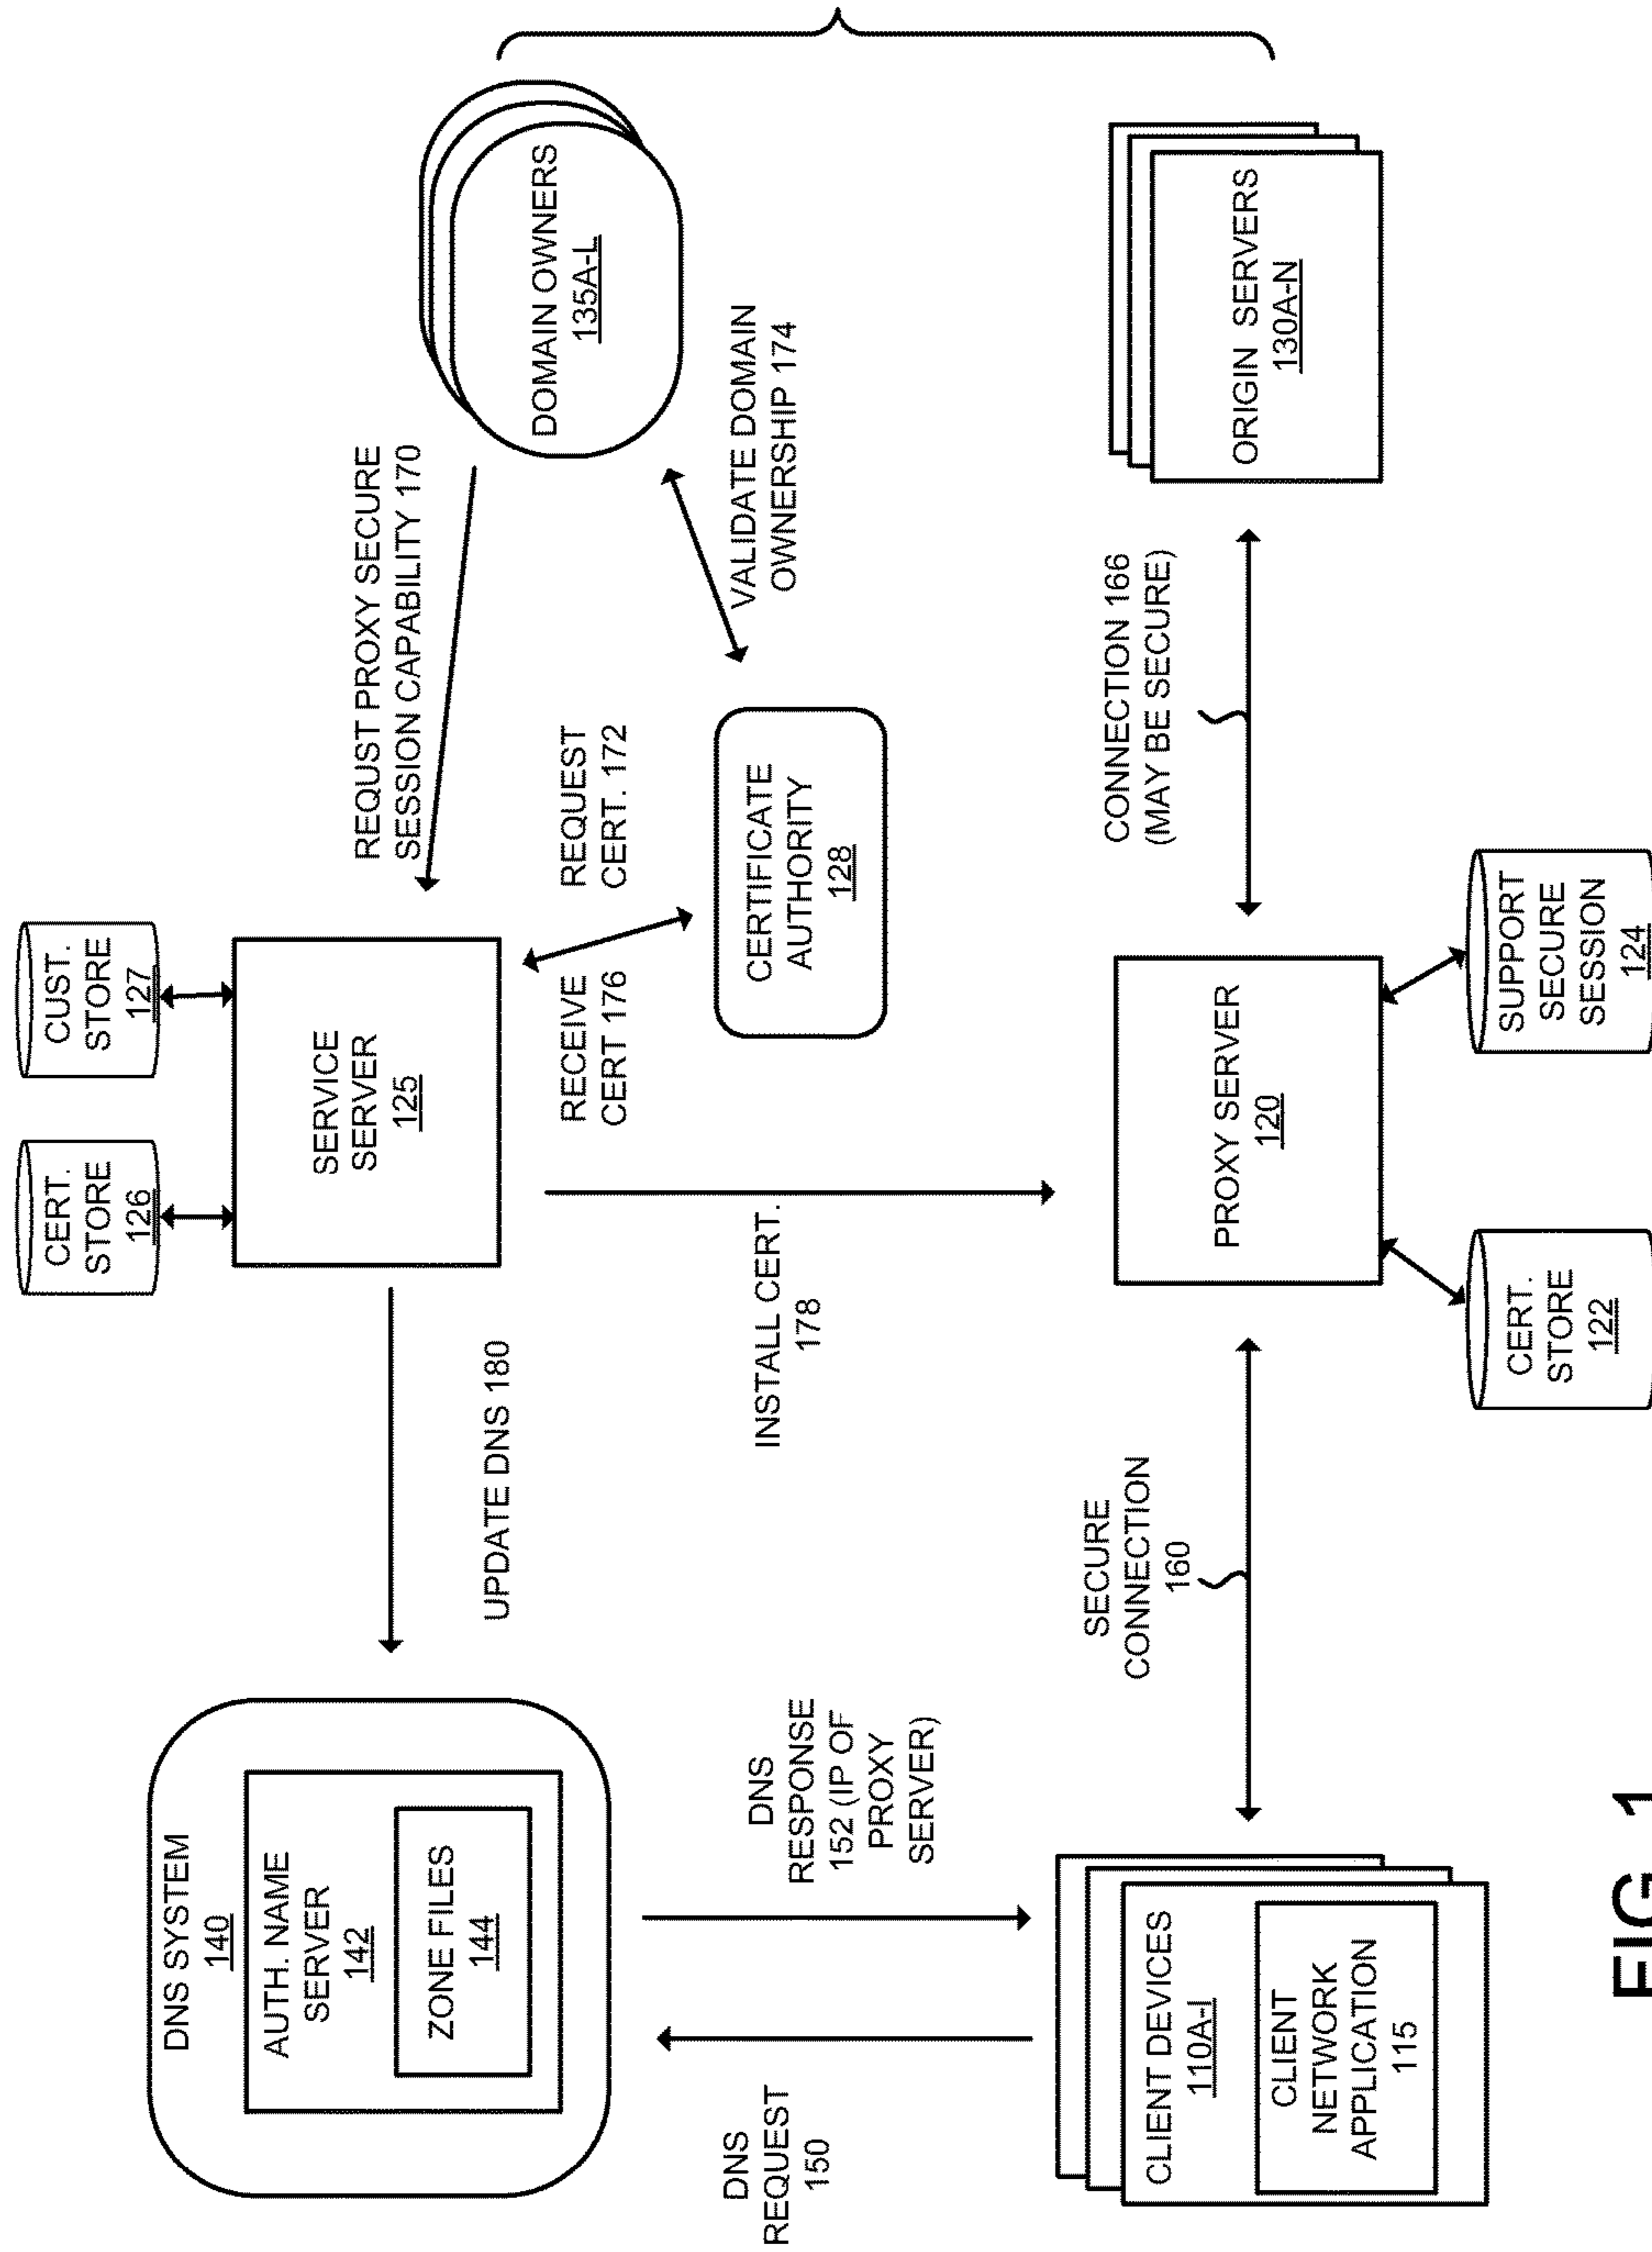 DNS SYSTEM
140
AUTH. NAME
SERVER
142
ZONE FILES
144
UPDATE DNS 180
CERT.
STORE
126
CUST.
STORE
127
SERVICE
SERVER
125
REQUST PROXY SECURE
SESSION CAPABILITY 170
DOMAIN OWNERS
135A-L
RECEIVE
CERT 176
REQUEST
CERT. 172
VALIDATE DOMAIN
OWNERSHIP 174
CERTIFICATE
AUTHORITY
128
INSTALL CERT.
178
DNS
REQUEST
150
DNS
RESPONSE
152 (IP OF
PROXY
SERVER)
SECURE
CONNECTION
160
CONNECTION 166
(MAY BE SECURE)
CLIENT DEVICES
110A-I
CLIENT
NETWORK
APPLICATION
115
PROXY SERVER
120
ORIGIN SERVERS
130A-N
CERT.
STORE
122
SUPPORT
SECURE
SESSION
124
FIG. 1